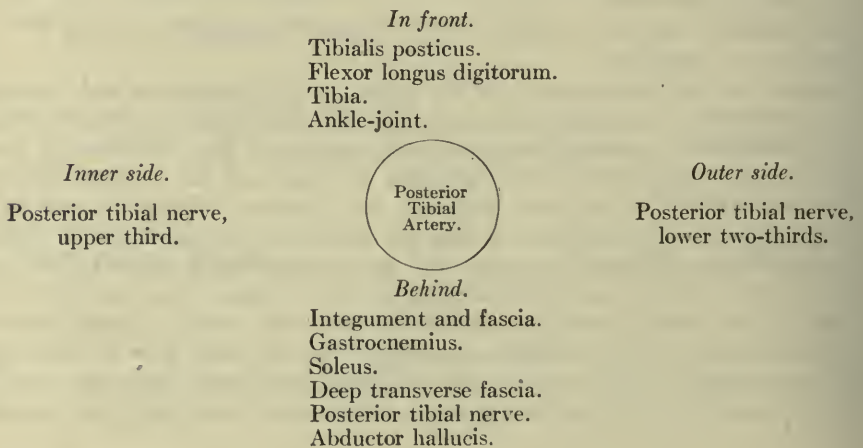 In front.
Tibialis posticus.
Flexor longus digitorum.
Tibia.
Ankle-joint.
Inner side.
Posterior tibial nerve,
upper third.
Posterior
Tibial
Artery.
Outer side.
Posterior tibial nerve,
lower two-thirds.
Behind.
Integument and fascia.
Gastrocnemius.
Soleus.
Deep transverse fascia.
Posterior tibial nerve.
Abductor hallucis.